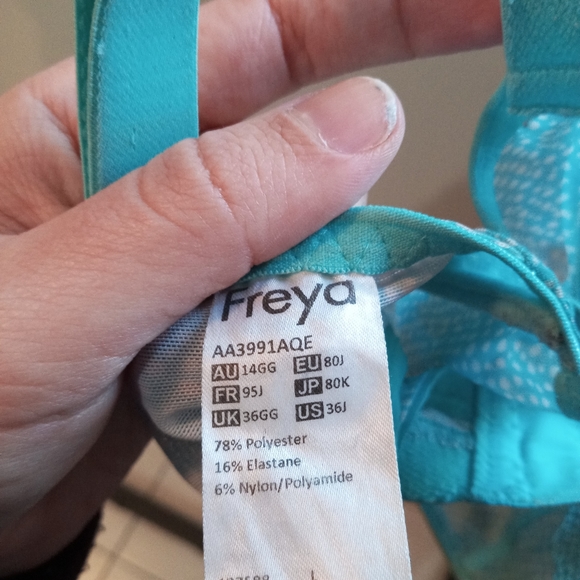 Freya
AA3991AQE
AU 14GG EU 80J
FR 95J JP 80K
UK 36GG US 36J
78% Polyester
16% Elastane
6% Nylon/Polyamide